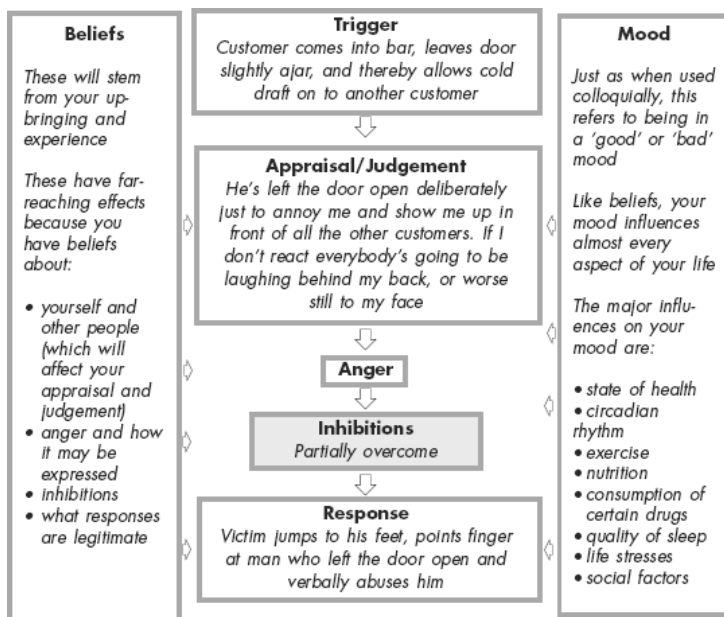 Beliefs
These will stem
from your up-
bringing and
experience
These have far-
reaching effects
because you
have beliefs
about:
• yourself and
other people
(which will
affect your
appraisal and
judgement)
• anger and how
it may be
expressed
• inhibitions
• what responses
are legitimate
Trigger
Customer comes into bar, leaves door
slightly ajar, and thereby allows cold
draft on to another customer
Appraisal/Judgement
He's left the door open deliberately
just to annoy me and show me up in
front of all the other customers. If I
don't react everybody's going to be
laughing behind my back, or worse
still to my face
Anger
Inhibitions
Partially overcome
Response
Victim jumps to his feet, points finger
at man who left the door open and
verbally abuses him
Mood
Just as when used
colloquially, this
refers to being in
a 'good' or 'bad'
mood
Like beliefs, your
mood influences
almost every
aspect of your life
The major influ-
ences on your
mood are:
• state of health
• circadian
rhythm
• exercise
• nutrition
• consumption of
certain drugs
• quality of sleep
• life stresses
• social factors